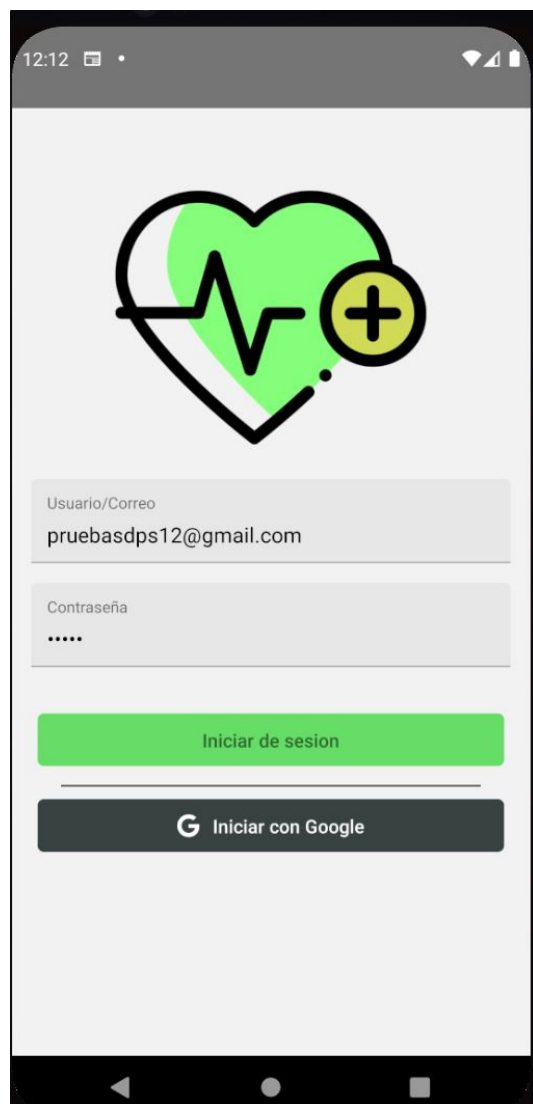 12:12
Usuario/Correo
pruebasdps12@gmail.com
Contraseña
•••••
Iniciar de sesion
G Iniciar con Google